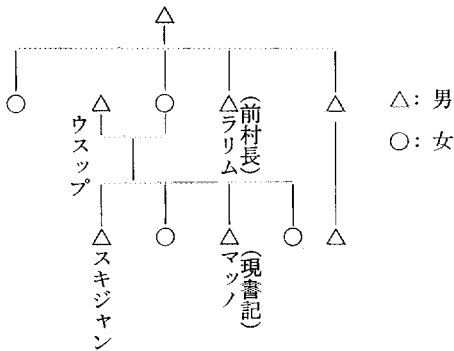 △: 男
○: 女
ウスップ
ラリム
(前村長)
スキジャン
マッノ
(現書記)